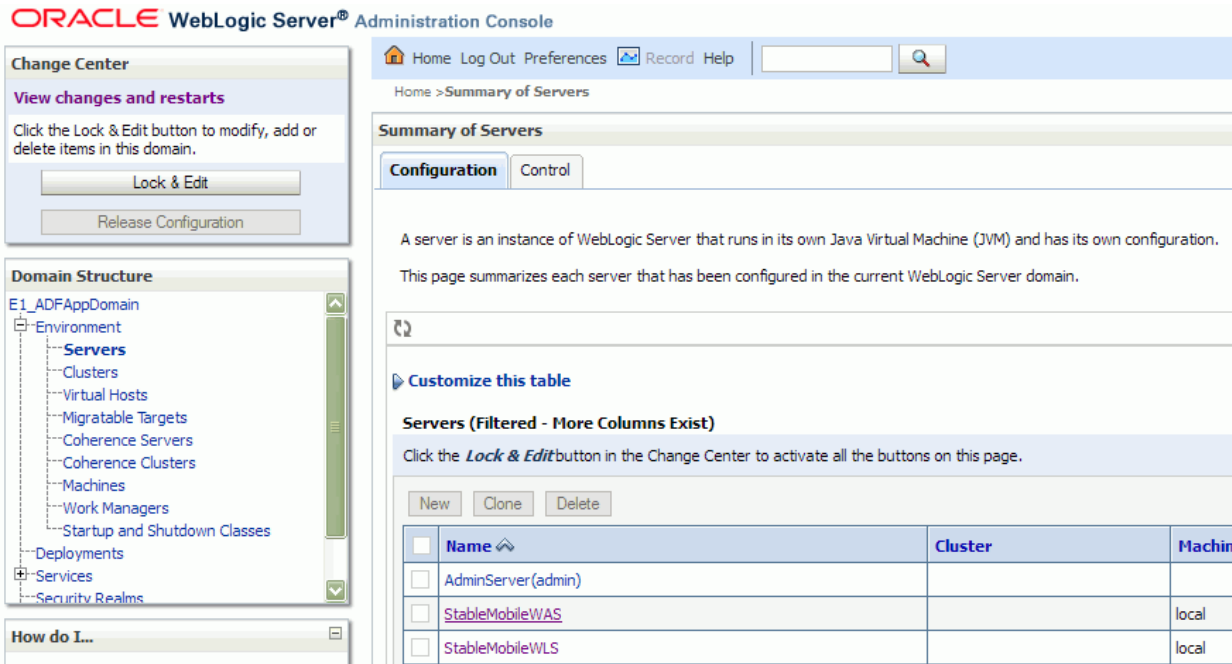 ORACLE WebLogic Server® Administration Console
Change Center
View changes and restarts
Click the Lock & Edit button to modify, add or
delete items in this domain.
Lock & Edit
Release Configuration
Domain Structure
E1_ADFAppDomain
Environment
Servers
Clusters
Virtual Hosts
Migratable Targets
Coherence Servers
Coherence Clusters
Machines
Work Managers
Startup and Shutdown Classes
Deployments
Services
Security Realms
How do I...
Home Log Out Preferences Record Help
Home >Summary of Servers
Summary of Servers
Configuration Control
A server is an instance of WebLogic Server that runs in its own Java Virtual Machine (JVM) and has its own configuration.
This page summarizes each server that has been configured in the current WebLogic Server domain.
Customize this table
Servers (Filtered - More Columns Exist)
Click the Lock & Edit button in the Change Center to activate all the buttons on this page.
New Clone Delete
Name Cluster Machin
AdminServer(admin)
StableMobileWAS local
StableMobileWLS local